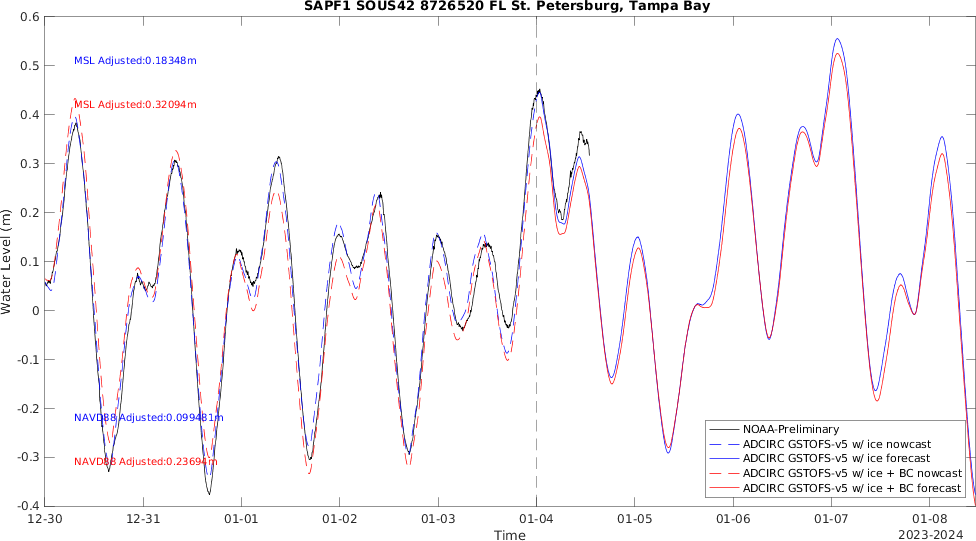 SAPF1 SOUS42 8726520 FL St. Petersburg, Tampa Bay
0.6
0.5
0.4
0.3
0.2
0.1
0
-0.1
-0.2
-0.3
-0.4
Water Level (m)
MSL Adjusted:0.18348m
MSL Adjusted:0.32094m
NAVD88 Adjusted:0.099481m
NAVD88 Adjusted:0.23694m
NOAA-Preliminary
ADCIRC GSTOFS-v5 w/ ice nowcast
ADCIRC GSTOFS-v5 w/ ice forecast
ADCIRC GSTOFS-v5 w/ ice + BC nowcast
ADCIRC GSTOFS-v5 w/ ice + BC forecast
12-30 12-31 01-01 01-02 01-03 01-04 01-05 01-06 01-07 01-08
Time
2023-2024